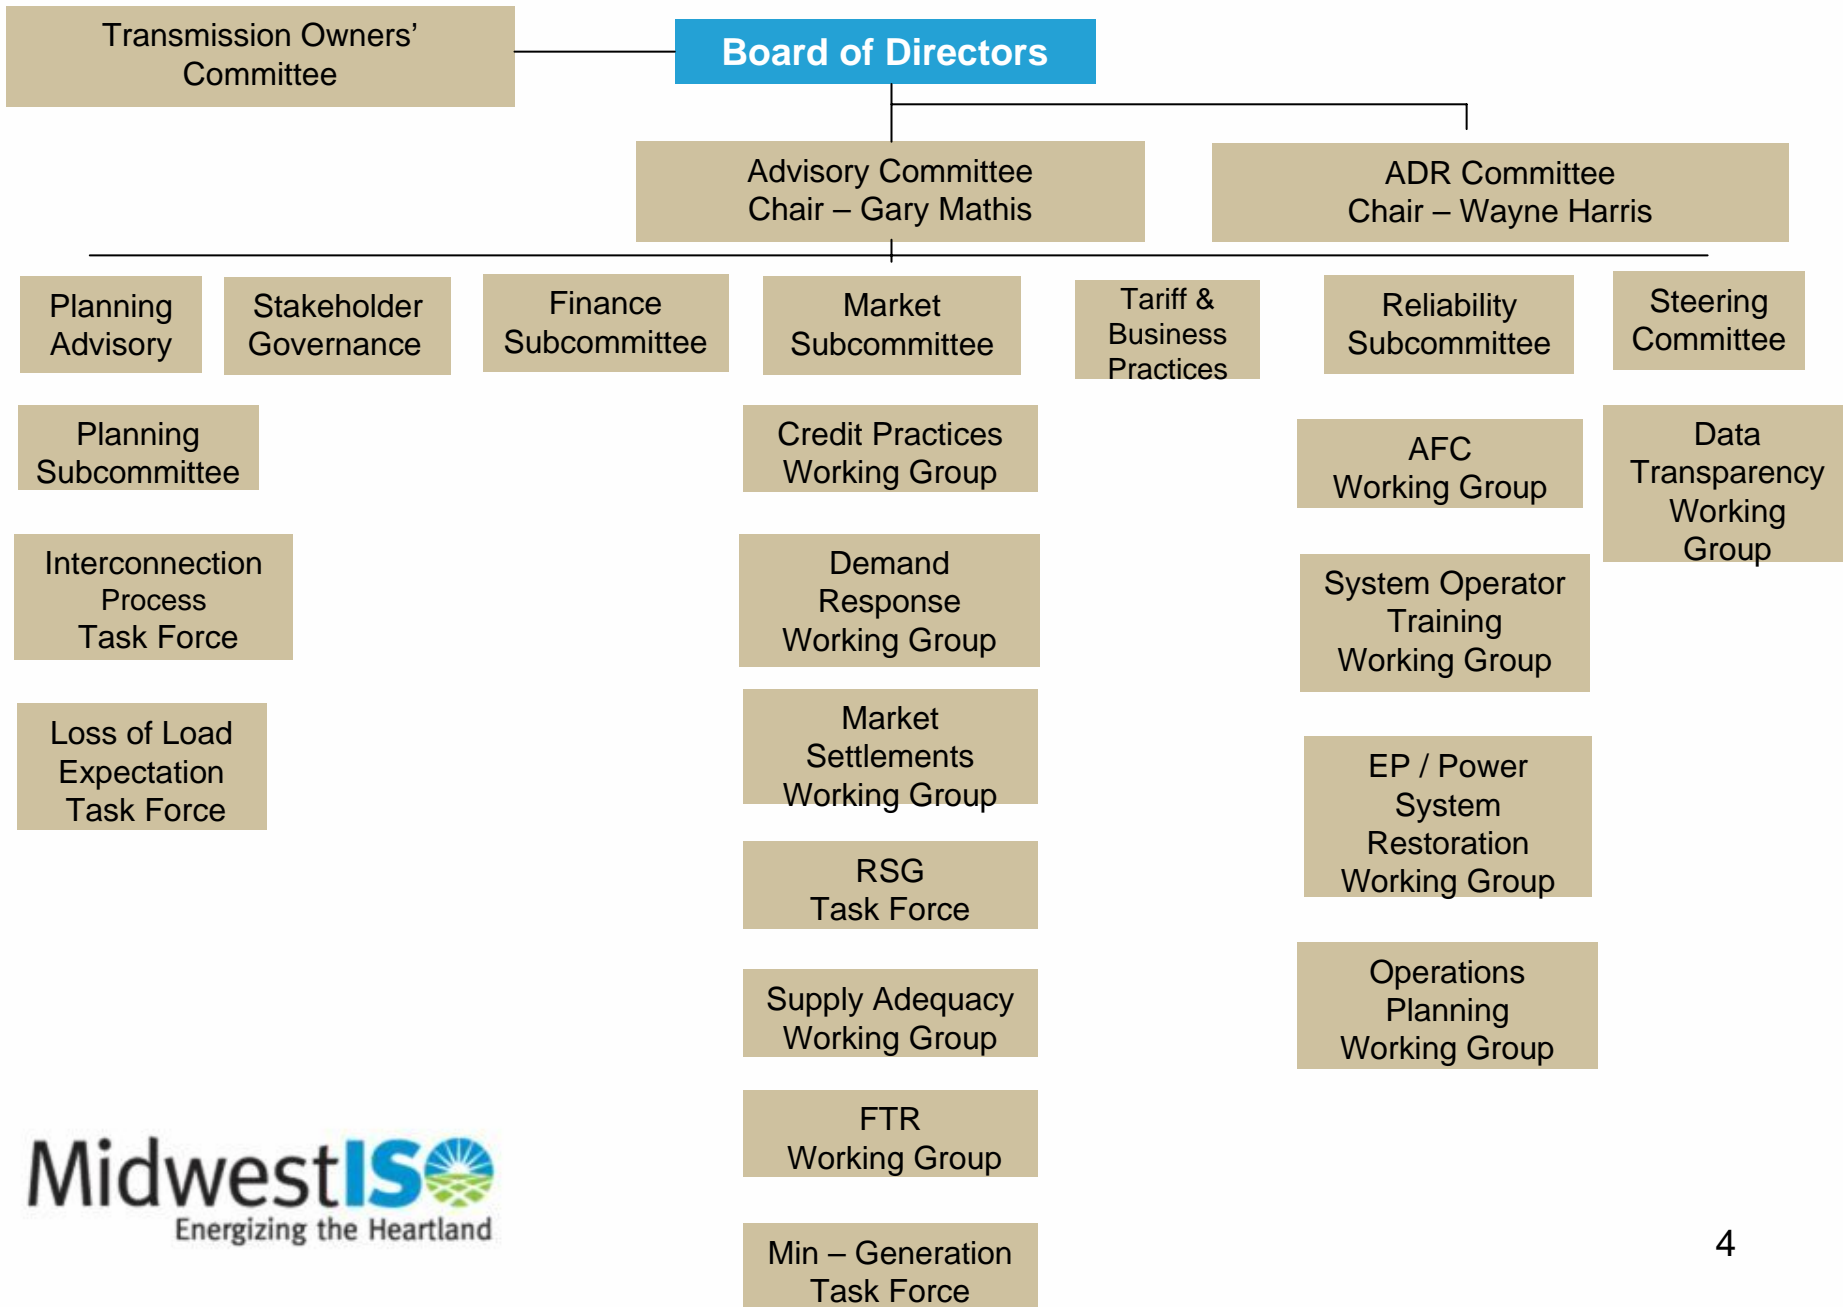 Transmission Owners’
Committee
Board of Directors
Advisory Committee
Chair – Gary Mathis
ADR Committee
Chair – Wayne Harris
Planning
Advisory
Stakeholder
Governance
Finance
Subcommittee
Market
Subcommittee
Tariff &
Business
Practices
Reliability
Subcommittee
Steering
Committee
Planning
Subcommittee
Interconnection
Process
Task Force
Loss of Load
Expectation
Task Force
Credit Practices
Working Group
Demand
Response
Working Group
Market
Settlements
Working Group
RSG
Task Force
Supply Adequacy
Working Group
FTR
Working Group
Min – Generation
Task Force
AFC
Working Group
System Operator
Training
Working Group
EP / Power
System
Restoration
Working Group
Operations
Planning
Working Group
Data
Transparency
Working
Group
MidwestISO
Energizing the Heartland
4